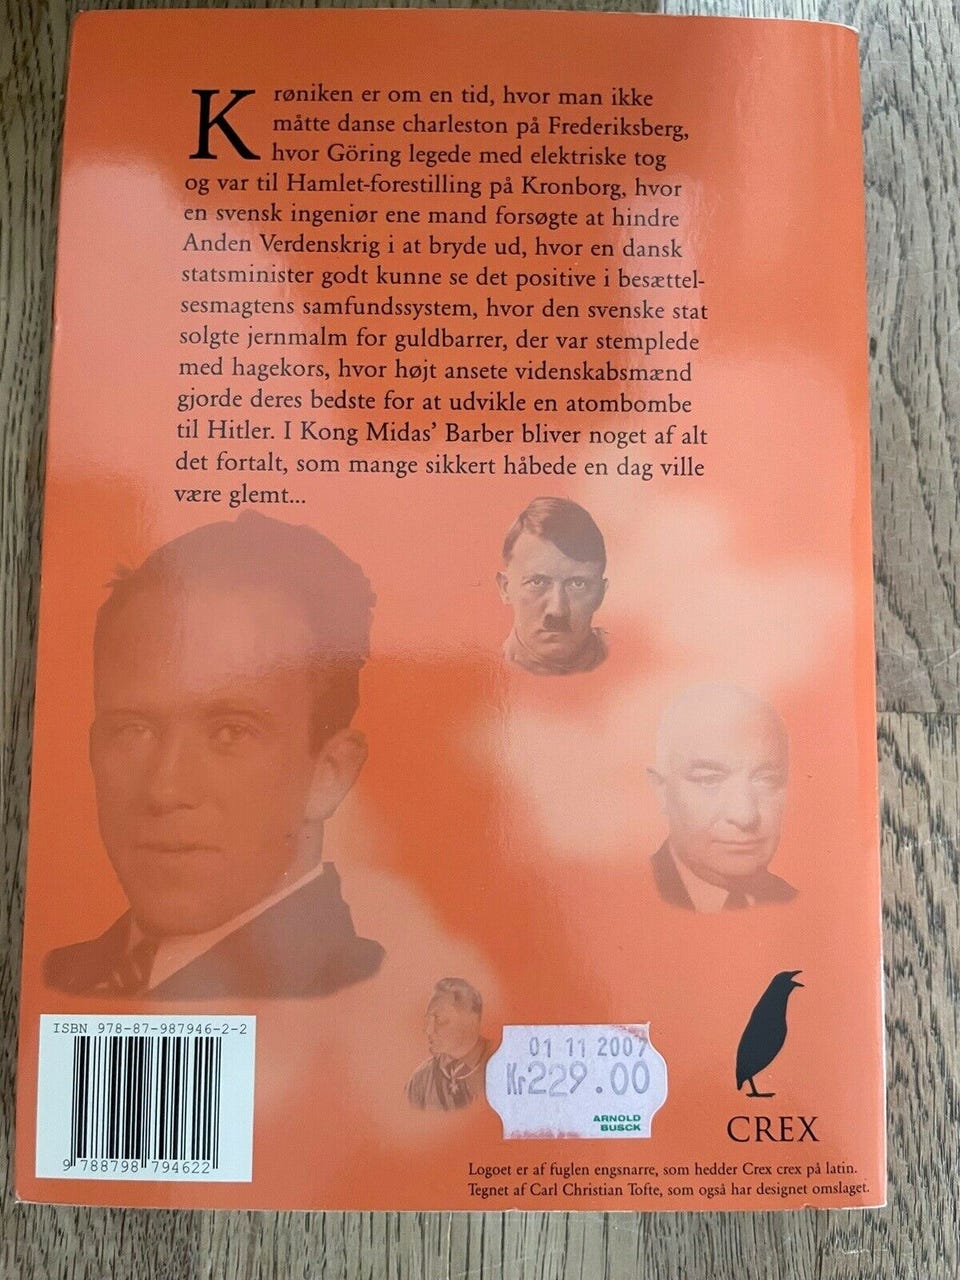 Krøniken er om en tid, hvor man ikke
måtte danse charleston på Frederiksberg,
hvor Göring legede med elektriske tog
og var til Hamlet-forestilling på Kronborg, hvor
en svensk ingeniør ene mand forsøgte at hindre
Anden Verdenskrig i at bryde ud, hvor en dansk
statsminister godt kunne se det positive i besættel-
sesmagtens samfundssystem, hvor den svenske stat
solgte jernmalm for guldbarrer, der var stemplede
med hagekors, hvor højt ansete videnskabsmænd
gjorde deres bedste for at udvikle en atombombe
til Hitler. I Kong Midas’ Barber bliver noget af alt
det fortalt, som mange sikkert håbede en dag ville
være glemt...
ISBN 978-87-987946-2-2
9 788798 794622
01 11 2007
Kr229.00
ARNOLD
BUSCK
CREX
Logoet er af fuglen engsnarre, som hedder Crex crex på latin.
Tegnet af Carl Christian Tofte, som også har designet omslaget.